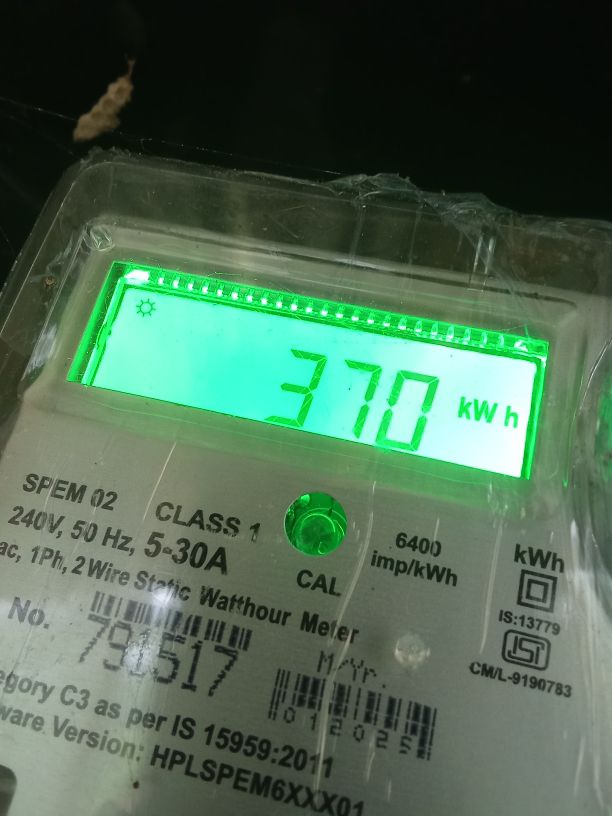 370 kWh
SPEM 02 CLASS 1
240V, 50 Hz, 5-30A
ac, 1Ph, 2 Wire Static Watthour Meter
CAL
6400
imp/kWh
kWh
IS:13779
CM/L-9190783
No. 791517
M/Yr.
012025
egory C3 as per IS 15959:2011
ware Version: HPLSPEM6XXX01